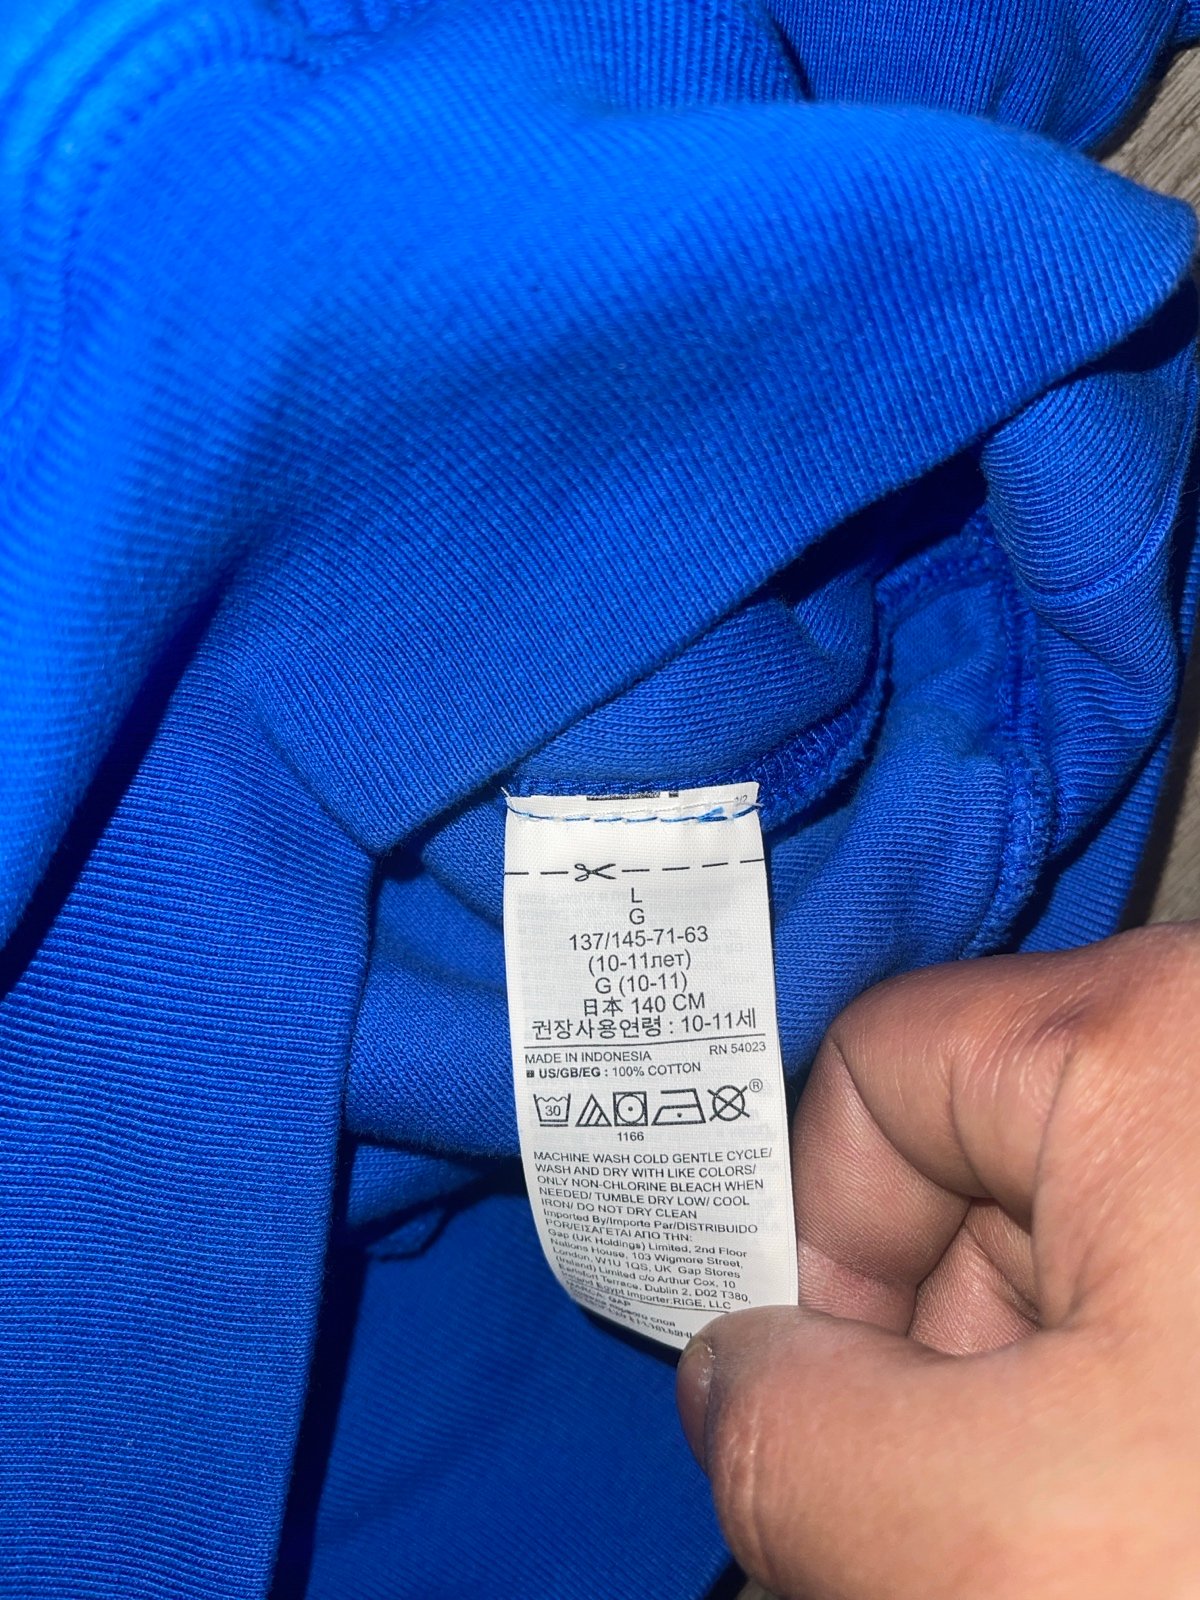 L
G
137/145-71-63
(10-11лет)
G (10-11)
日本 140 CM
권장사용연령 : 10-11세
MADE IN INDONESIA RN 54023
US/GB/EG : 100% COTTON
30 ®
1166
MACHINE WASH COLD GENTLE CYCLE/
WASH AND DRY WITH LIKE COLORS/
ONLY NON-CHLORINE BLEACH WHEN
NEEDED/ TUMBLE DRY LOW/ COOL
IRON/ DO NOT DRY CLEAN
Imported By/Importe Par/DISTRIBUIDO
POR/ΕΙΣΑΓΕΤΑΙ ΑΠΟ ΤΗΝ:
Gap (UK Holdings) Limited, 2nd Floor
Nations House, 103 Wigmore Street,
London, W1U 1QS, UK Gap Stores
(Ireland) Limited c/o Arthur Cox, 10
Earlsfort Terrace, Dublin 2, D02 T380,
Ireland Egypt importer:RIGE, LLC
GAP